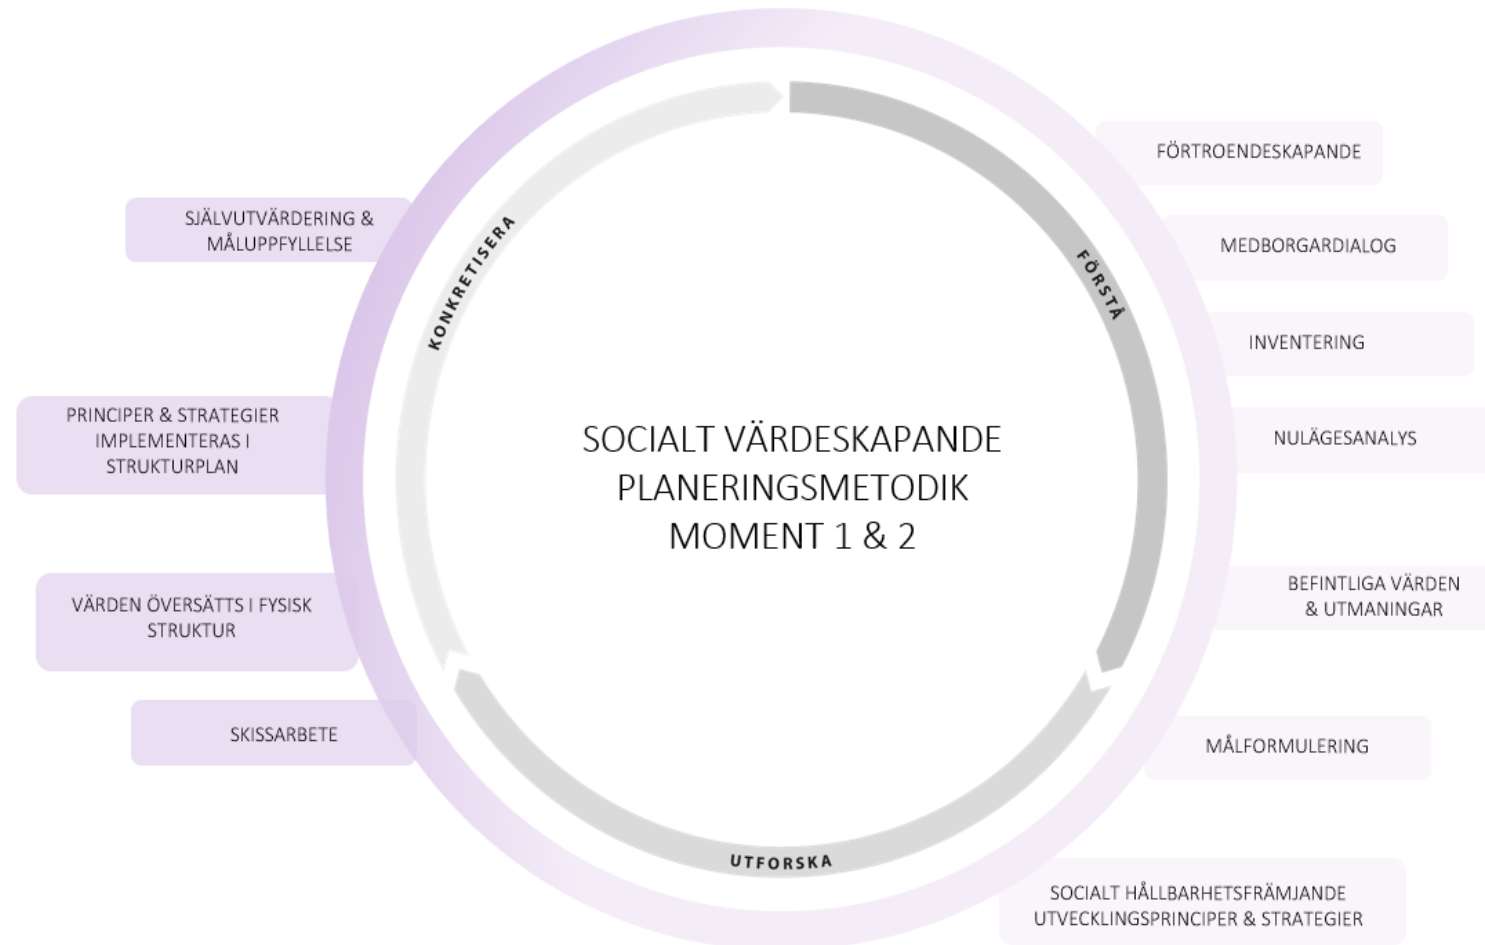 SOCIALT VÄRDESKAPANDE
PLANERINGSMETODIK
MOMENT 1 & 2
FÖRSTÅ
FÖRTROENDESKAPANDE
MEDBORGARDIALOG
INVENTERING
NULÄGESANALYS
BEFINTLIGA VÄRDEN
& UTMANINGAR
MÅLFORMULERING
SOCIALT HÅLLBARHETSFRÄMJANDE
UTVECKLINGSPRINCIPER & STRATEGIER
UTFORSKA
SKISSARBETE
VÄRDEN ÖVERSÄTTS I FYSISK
STRUKTUR
PRINCIPER & STRATEGIER
IMPLEMENTERAS I
STRUKTURPLAN
SJÄLVUTVÄRDERING &
MÅLUPPFYLLELSE
KONKRETISERA